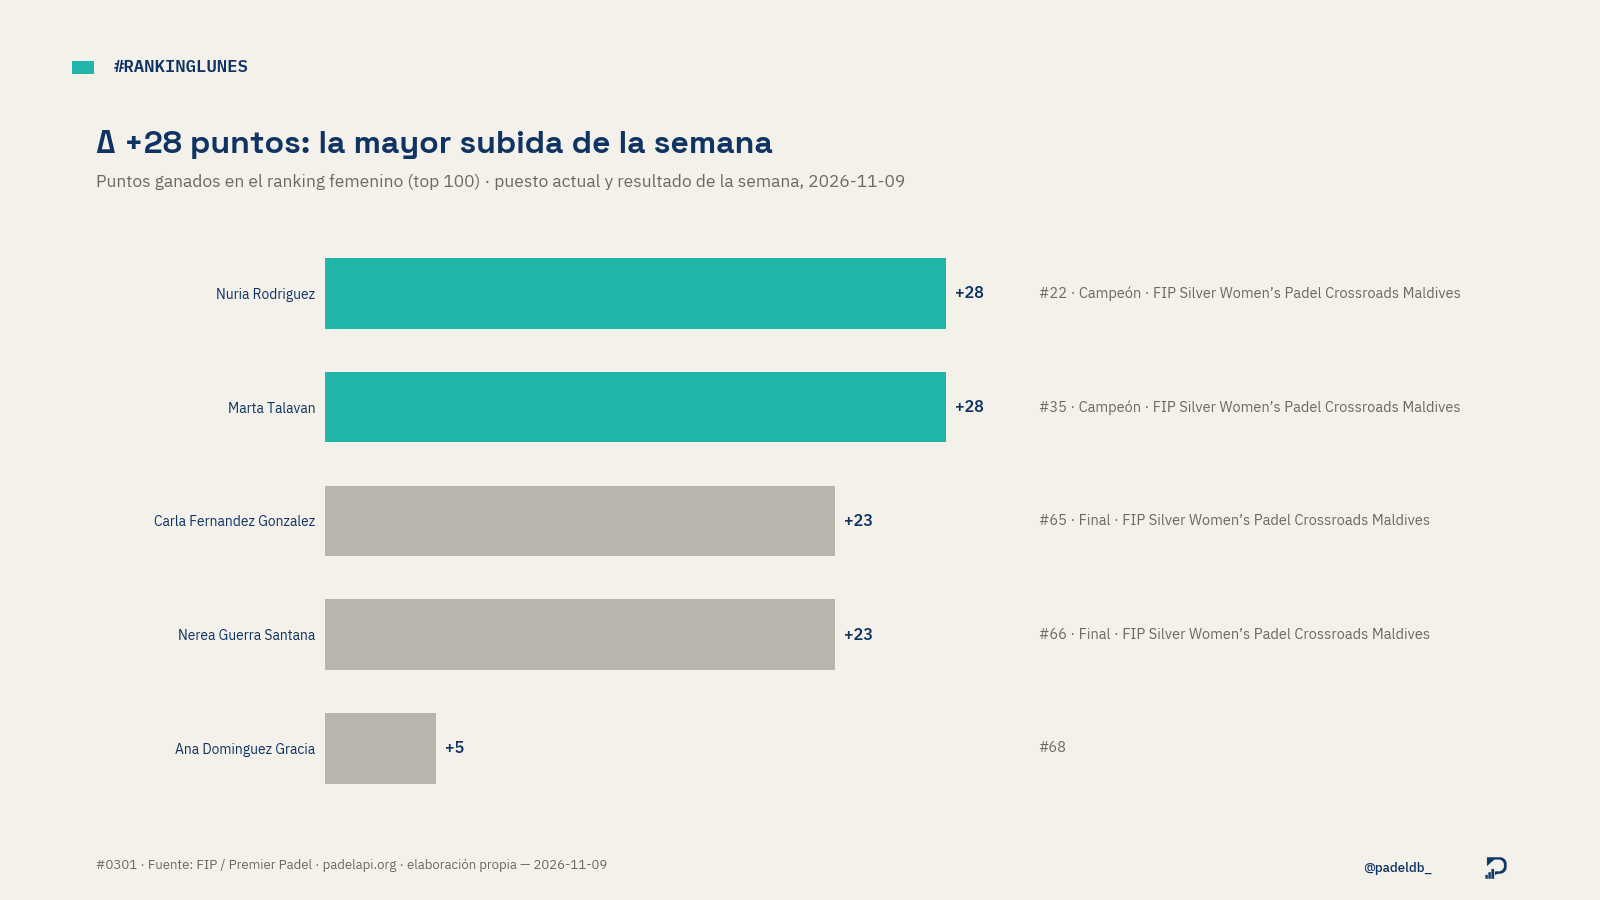 #RANKINGLUNES
Δ +28 puntos: la mayor subida de la semana
Puntos ganados en el ranking femenino (top 100) · puesto actual y resultado de la semana, 2026-11-09
Nuria Rodriguez +28 #22 · Campeón · FIP Silver Women’s Padel Crossroads Maldives
Marta Talavan +28 #35 · Campeón · FIP Silver Women’s Padel Crossroads Maldives
Carla Fernandez Gonzalez +23 #65 · Final · FIP Silver Women’s Padel Crossroads Maldives
Nerea Guerra Santana +23 #66 · Final · FIP Silver Women’s Padel Crossroads Maldives
Ana Dominguez Gracia +5 #68
#0301 · Fuente: FIP / Premier Padel · padelapi.org · elaboración propia — 2026-11-09
@padeldb_